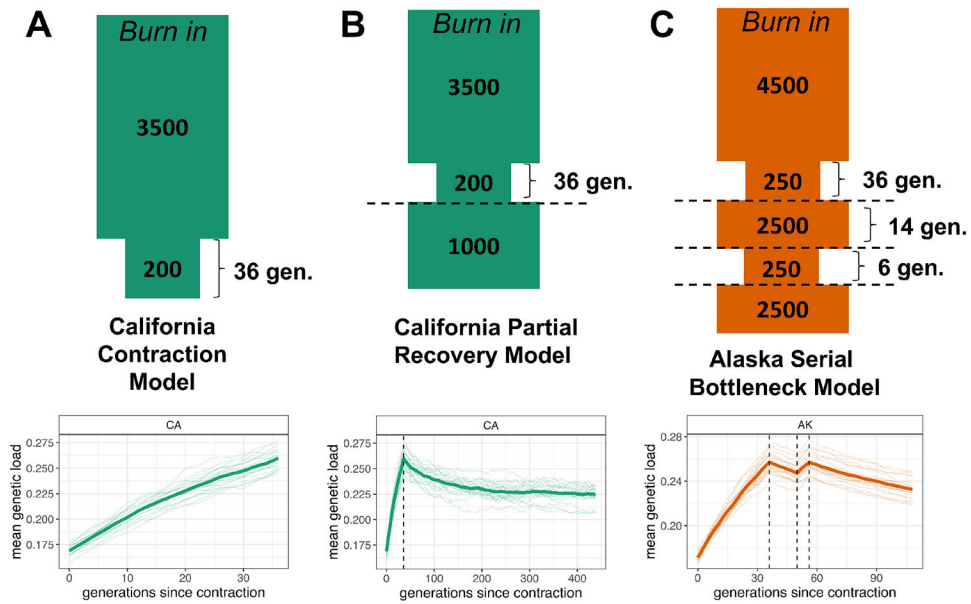 A
Burn in
3500
200
36 gen.
California
Contraction
Model
CA
mean genetic load
0.275
0.250
0.225
0.200
0.175
0
10
20
30
generations since contraction
B
Burn in
3500
200
36 gen.
1000
California Partial
Recovery Model
CA
mean genetic load
0.275
0.250
0.225
0.200
0.175
0
100
200
300
400
generations since contraction
C
Burn in
4500
250
36 gen.
2500
14 gen.
250
6 gen.
2500
Alaska Serial
Bottleneck Model
AK
mean genetic load
0.28
0.24
0.20
0
30
60
90
generations since contraction